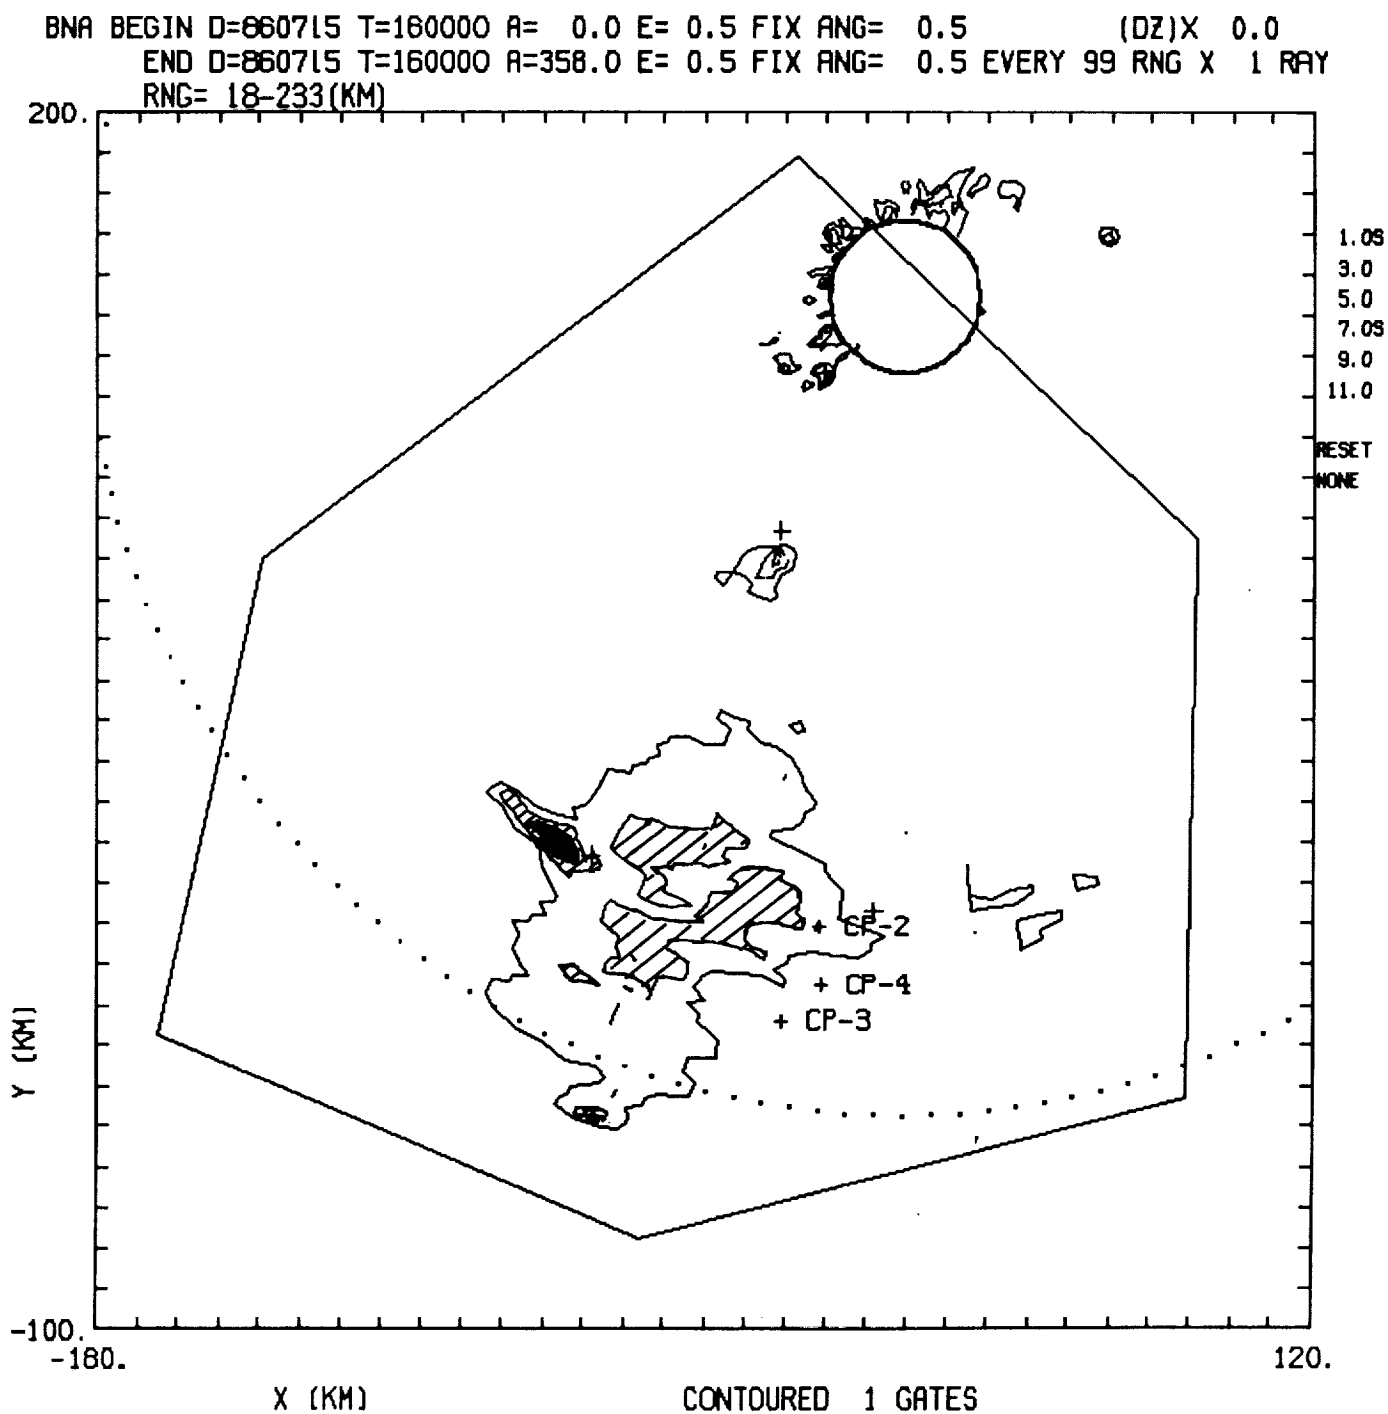 BNA BEGIN D=860715 T=160000 A= 0.0 E= 0.5 FIX ANG= 0.5 (DZ)X 0.0
END D=860715 T=160000 A=358.0 E= 0.5 FIX ANG= 0.5 EVERY 99 RNG X 1 RAY
RNG= 18-233(KM)
200.
1.0S
3.0
5.0
7.0S
9.0
11.0
RESET
NONE
CP-2
CP-4
CP-3
Y (KM)
-100.
-180.
120.
X (KM)
CONTOURED 1 GATES